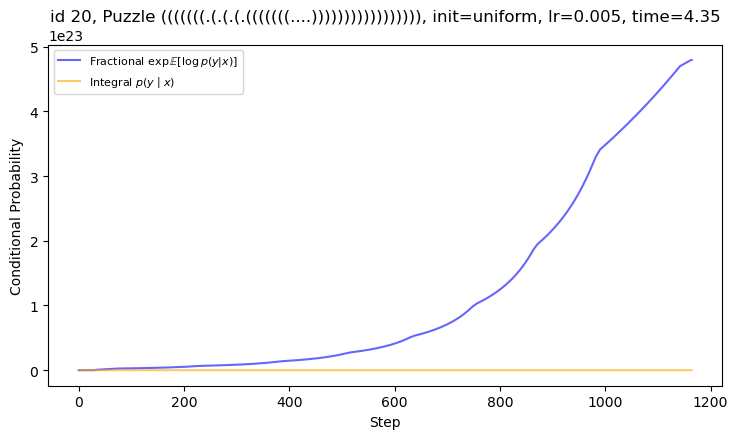 id 20, Puzzle (((((((.(.(.(.(((((((....))))))))))))))))), init=uniform, lr=0.005, time=4.35
1e23
Fractional exp𝔼[log p(y|x)]
Integral p(y | x)
5
4
3
2
1
0
Conditional Probability
0 200 400 600 800 1000 1200
Step